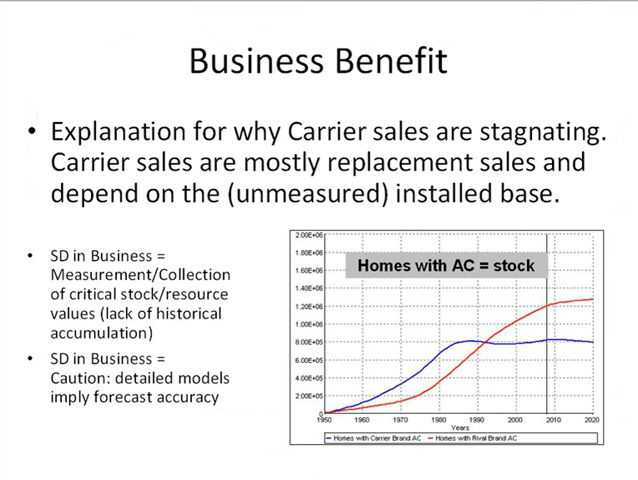 Business Benefit
• Explanation for why Carrier sales are stagnating.
Carrier sales are mostly replacement sales and
depend on the (unmeasured) installed base.
• SD in Business =
Measurement/Collection
of critical stock/resource
values (lack of historical
accumulation)
• SD in Business =
Caution: detailed models
imply forecast accuracy
Homes with AC = stock
2.00E+06
1.80E+06
1.60E+06
1.40E+06
1.20E+06
1.00E+06
8.00E+05
6.00E+05
4.00E+05
2.00E+05
1950 1960 1970 1980 1990 2000 2010 2020
Years
Homes with Carrier Brand AC Homes with Rival Brand AC